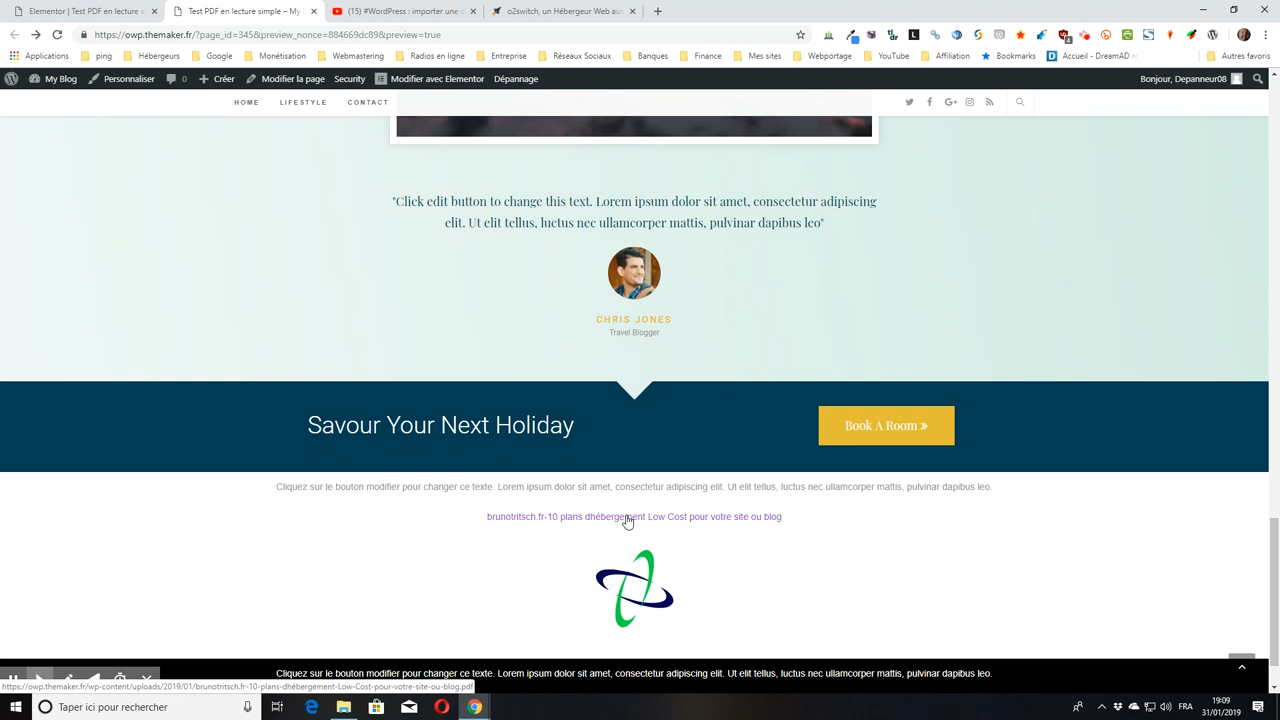 Elementor | Test PDF en lecture s
Test PDF en lecture simple – My
(15) #WordPress : importer une
o2switch, un Hébergeur Web au
https://owp.themaker.fr/?page_id=345&preview_nonce=884669dc89&preview=true
Applications ping Hébergeurs Google Monétisation Webmastering Radios en ligne Entreprise Réseaux Sociaux Banques Finance Mes sites Webportage YouTube Affiliation Bookmarks Accueil - DreamAD Autres favoris
My Blog Personnaliser 0 Créer Modifier la page Security Modifier avec Elementor Dépannage Bonjour, Depanneur08
HOME LIFESTYLE CONTACT
"Click edit button to change this text. Lorem ipsum dolor sit amet, consectetur adipiscing
elit. Ut elit tellus, luctus nec ullamcorper mattis, pulvinar dapibus leo"
CHRIS JONES
Travel Blogger
Savour Your Next Holiday
Book A Room »
Cliquez sur le bouton modifier pour changer ce texte. Lorem ipsum dolor sit amet, consectetur adipiscing elit. Ut elit tellus, luctus nec ullamcorper mattis, pulvinar dapibus leo.
brunotritsch.fr-10 plans dhébergement Low Cost pour votre site ou blog
Cliquez sur le bouton modifier pour changer ce texte. Lorem ipsum dolor sit amet, consectetur adipiscing elit. Ut elit tellus, luctus nec ullamcorper mattis, pulvinar dapibus leo.
https://owp.themaker.fr/wp-content/uploads/2019/01/brunotritsch.fr-10-plans-dhébergement-Low-Cost-pour-votre-site-ou-blog.pdf
Taper ici pour rechercher
FRA
19:09
31/01/2019